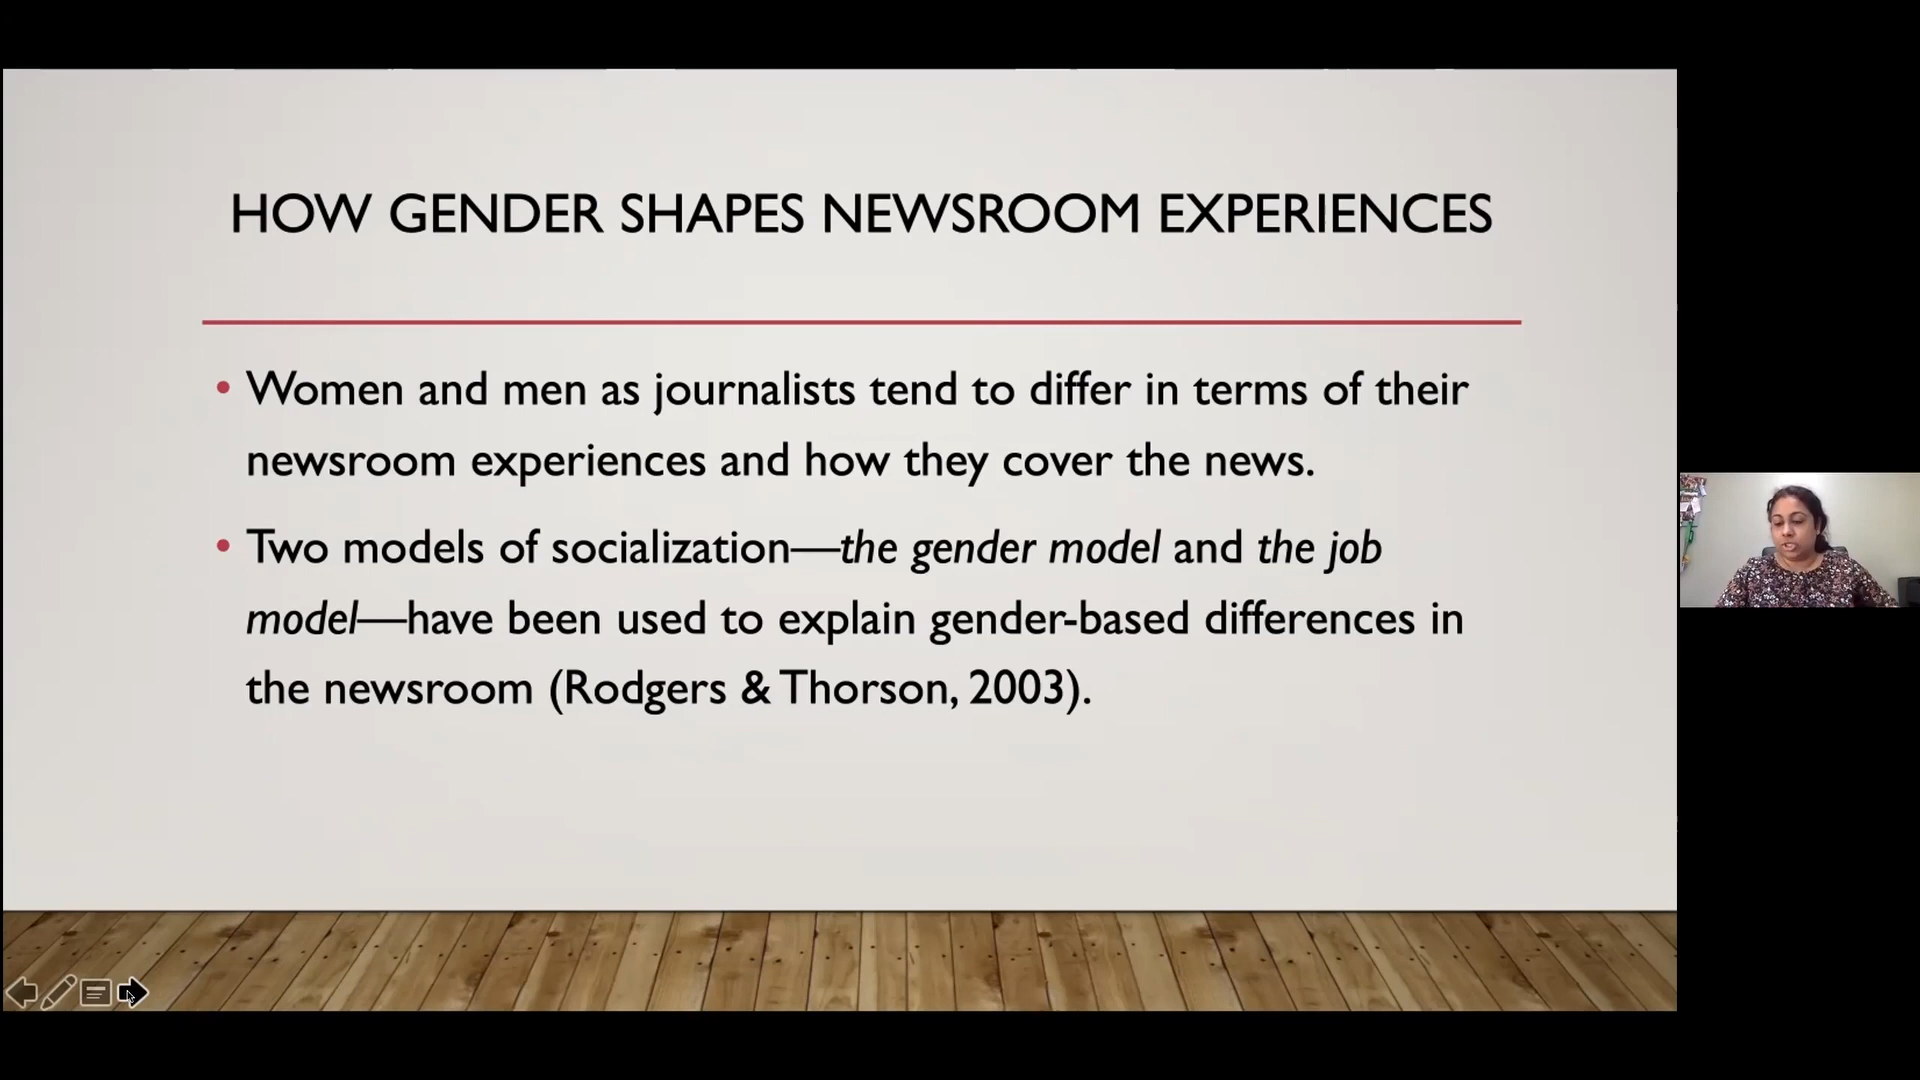 HOW GENDER SHAPES NEWSROOM EXPERIENCES
• Women and men as journalists tend to differ in terms of their
newsroom experiences and how they cover the news.
• Two models of socialization—the gender model and the job
model—have been used to explain gender-based differences in
the newsroom (Rodgers & Thorson, 2003).